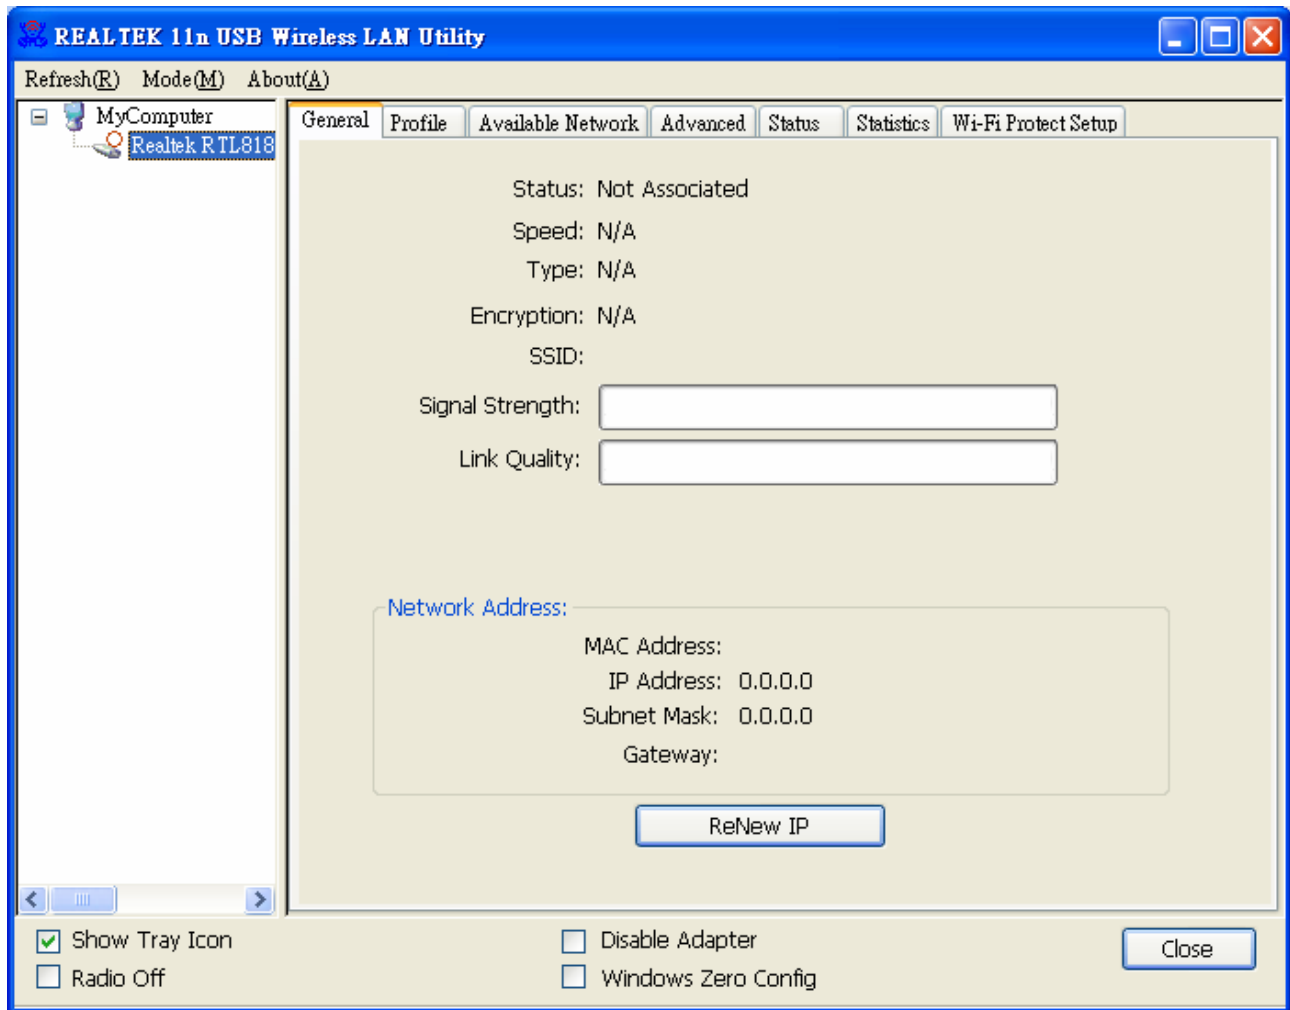 REALTEK 11n USB Wireless LAN Utility
Refresh(R) Mode(M) About(A)
MyComputer
Realtek RTL818
General Profile Available Network Advanced Status Statistics Wi-Fi Protect Setup
Status: Not Associated
Speed: N/A
Type: N/A
Encryption: N/A
SSID:
Signal Strength:
Link Quality:
Network Address:
MAC Address:
IP Address: 0.0.0.0
Subnet Mask: 0.0.0.0
Gateway:
ReNew IP
Show Tray Icon
Radio Off
Disable Adapter
Windows Zero Config
Close